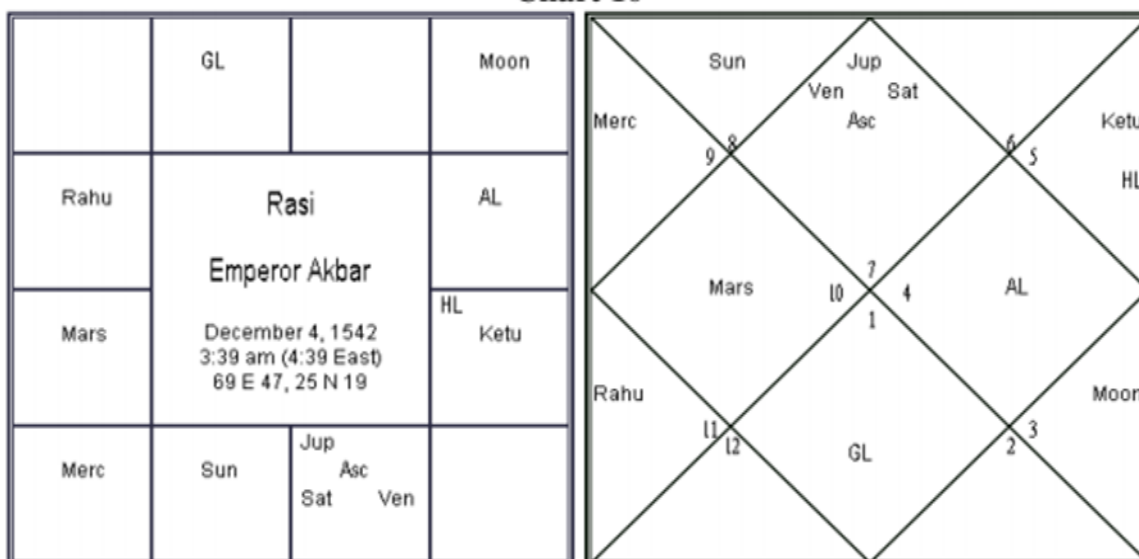 GL
Moon
Rahu
Rasi
AL
Emperor Akbar
Mars
HL
Ketu
December 4, 1542
3:39 am (4:39 East)
69 E 47, 25 N 19
Merc
Sun
Jup
Asc
Sat Ven
Sun
Jup
Ven Sat
Merc
Asc
Ketu
8
6
9
5
HL
Mars
7
10
4
AL
1
Rahu
Moon
11
3
12
2
GL